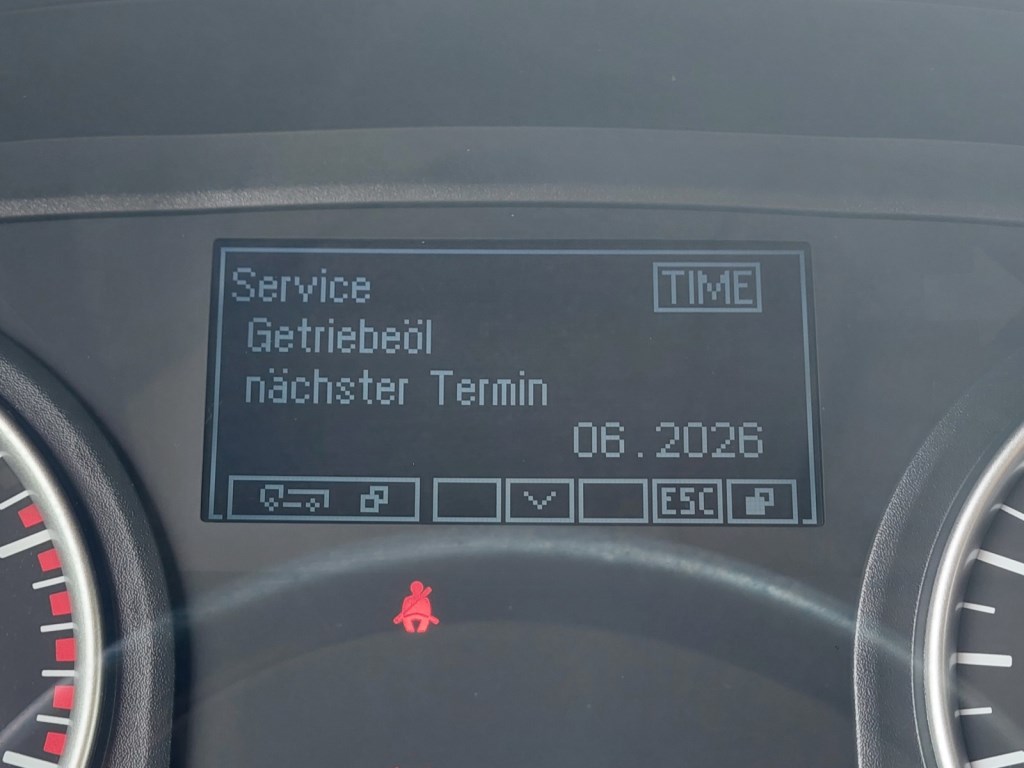 Service
TIME
Getriebeöl
nächster Termin
06.2026
ESC